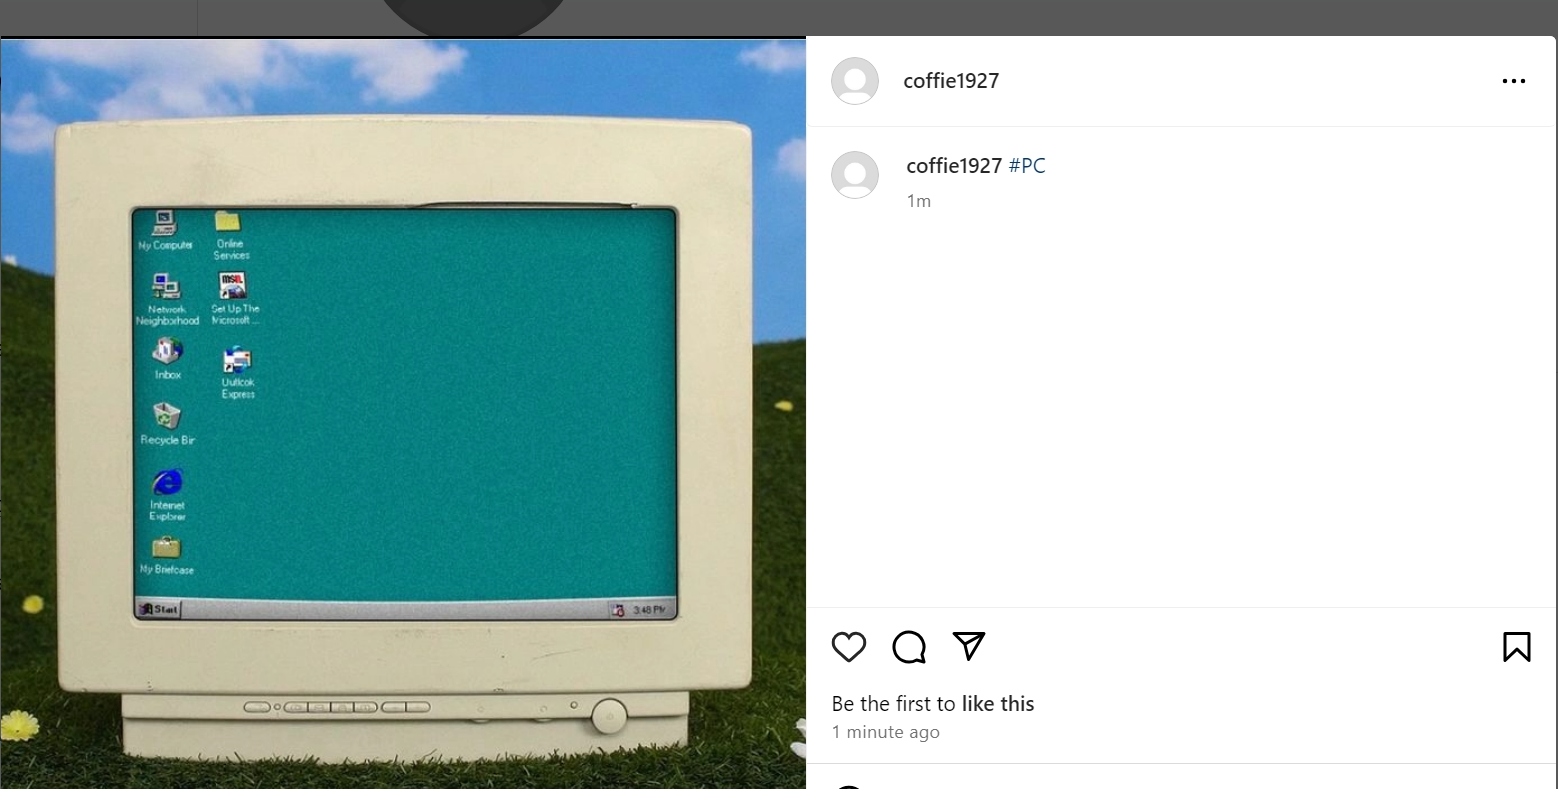 My Computer
Online
Services
Network
Neighborhood
MSN
Set Up The
Microsoft ...
Inbox
Outlook
Express
Recycle Bin
Internet
Explorer
My Briefcase
Start
3:48 PM
coffie1927
coffie1927 #PC
1m
Be the first to like this
1 minute ago